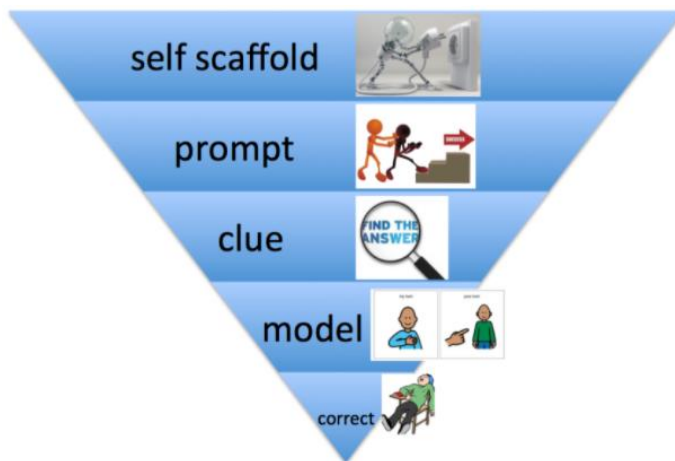 self scaffold
prompt
clue
FIND THE
ANSWER
model
correct